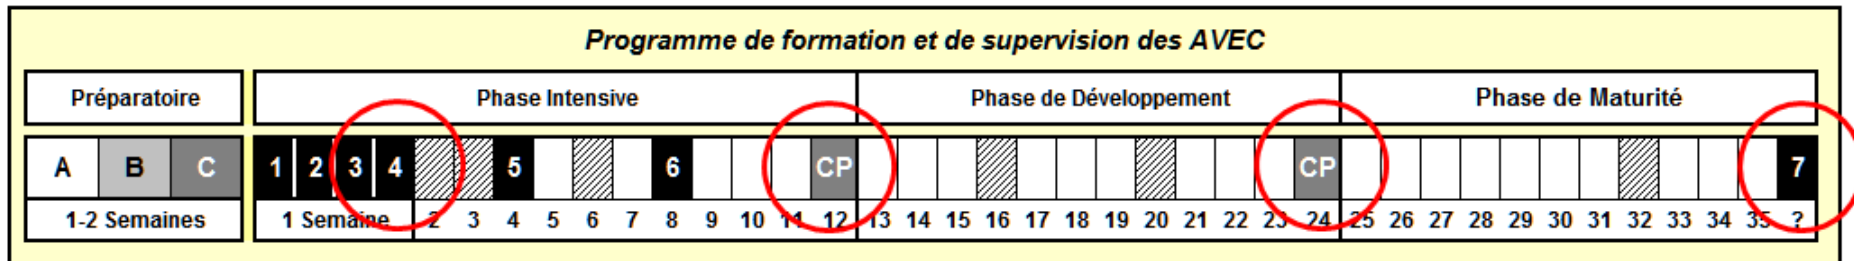 Programme de formation et de supervision des AVEC
Préparatoire Phase Intensive Phase de Développement Phase de Maturité
A B C 1 2 3 4 5 6 CP CP 7
1-2 Semaines 1 Semaine 2 3 4 5 6 7 8 9 10 11 12 13 14 15 16 17 18 19 20 21 22 23 24 25 26 27 28 29 30 31 32 33 34 35 ?